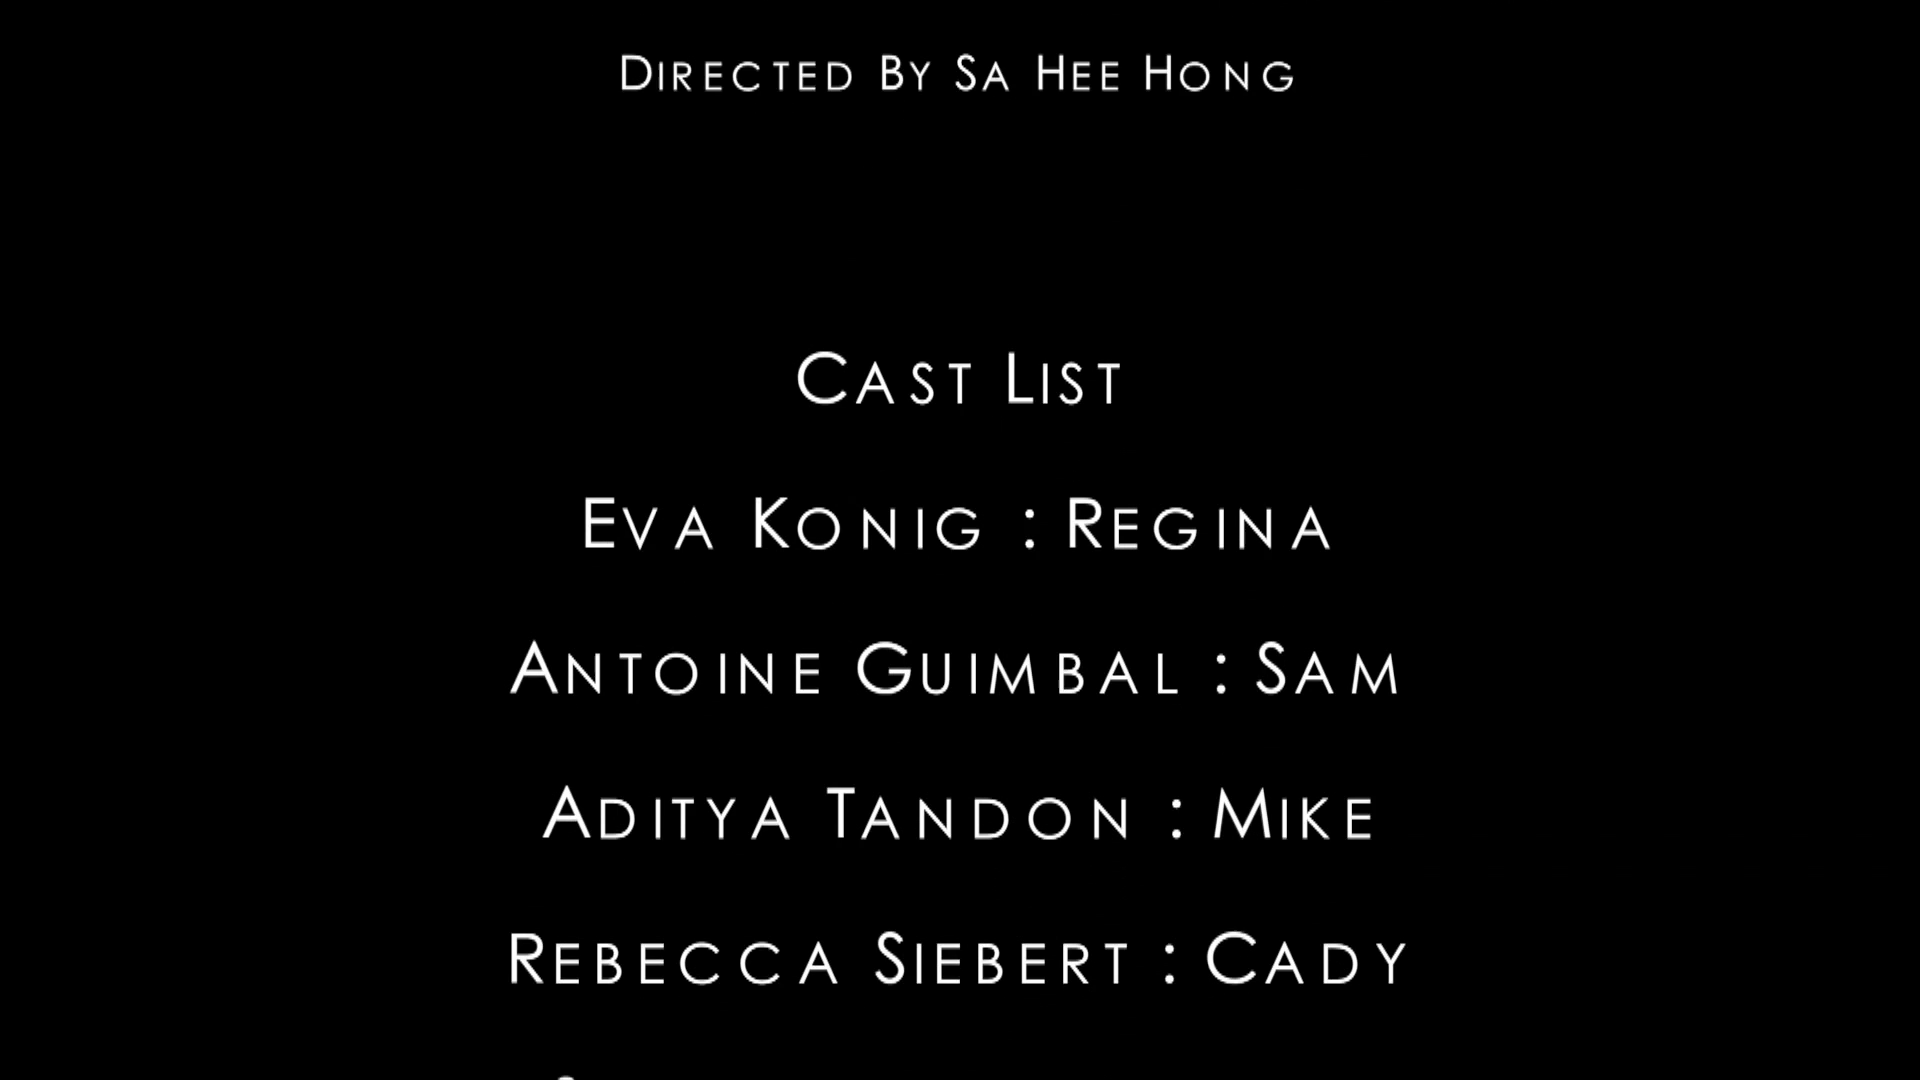 Directed By Sa Hee Hong
Cast List
Eva Konig : Regina
Antoine Guimbal : Sam
Aditya Tandon : Mike
Rebecca Siebert : Cady